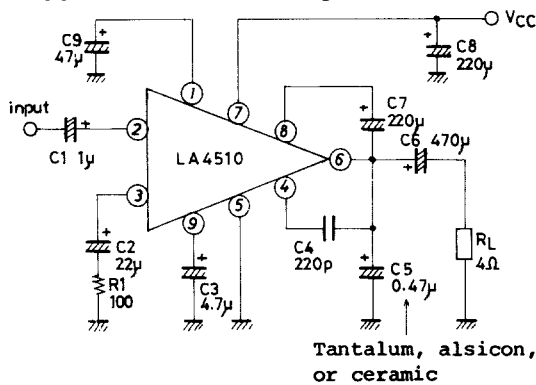 C9
47μ
+
1
7
VCC
+
C8
220μ
input
C1 1μ
+
2
LA4510
8
+
C7
220μ
C6 470μ
6
+
3
4
9
5
C4
220p
+
C2
22μ
R1
100
+
C3
4.7μ
+
C5
0.47μ
RL
4Ω
Tantalum, alsicon,
or ceramic